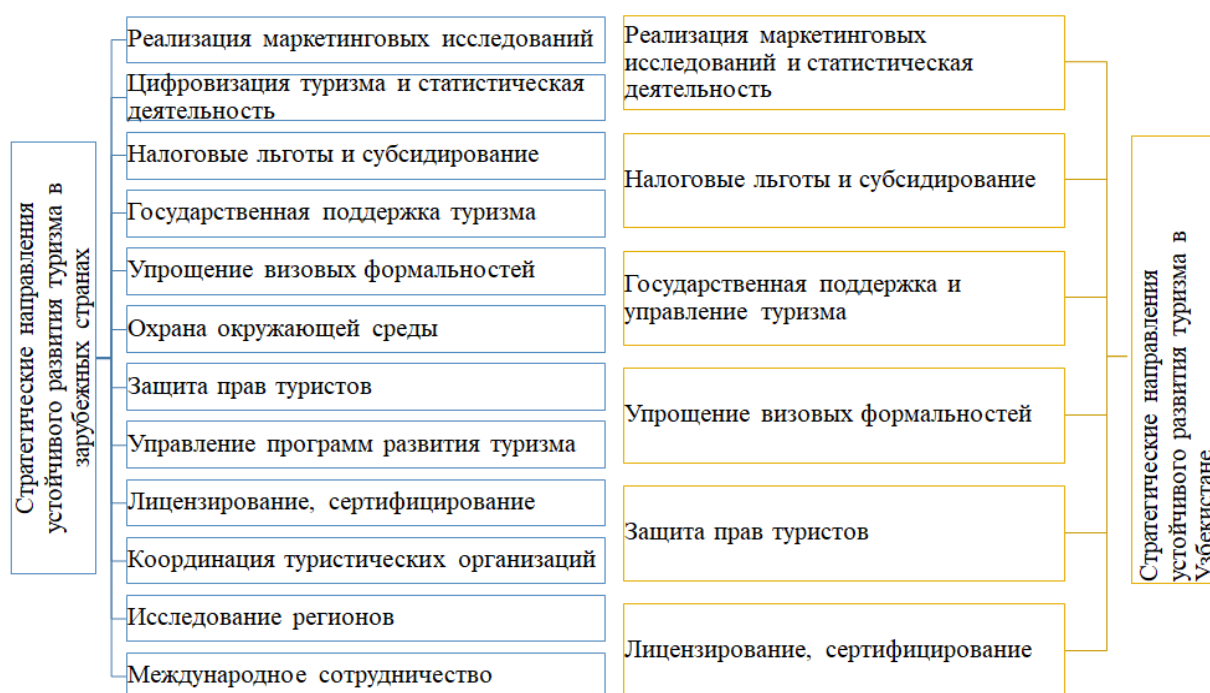 Стратегические направления
устойчивого развития туризма в
зарубежных странах
Реализация маркетинговых исследований
Цифровизация туризма и статистическая
деятельность
Налоговые льготы и субсидирование
Государственная поддержка туризма
Упрощение визовых формальностей
Охрана окружающей среды
Защита прав туристов
Управление программ развития туризма
Лицензирование, сертифицирование
Координация туристических организаций
Исследование регионов
Международное сотрудничество
Реализация маркетинговых
исследований и статистическая
деятельность
Налоговые льготы и субсидирование
Государственная поддержка и
управление туризма
Упрощение визовых формальностей
Защита прав туристов
Лицензирование, сертифицирование
Стратегические направления
устойчивого развития туризма в
Узбекистане